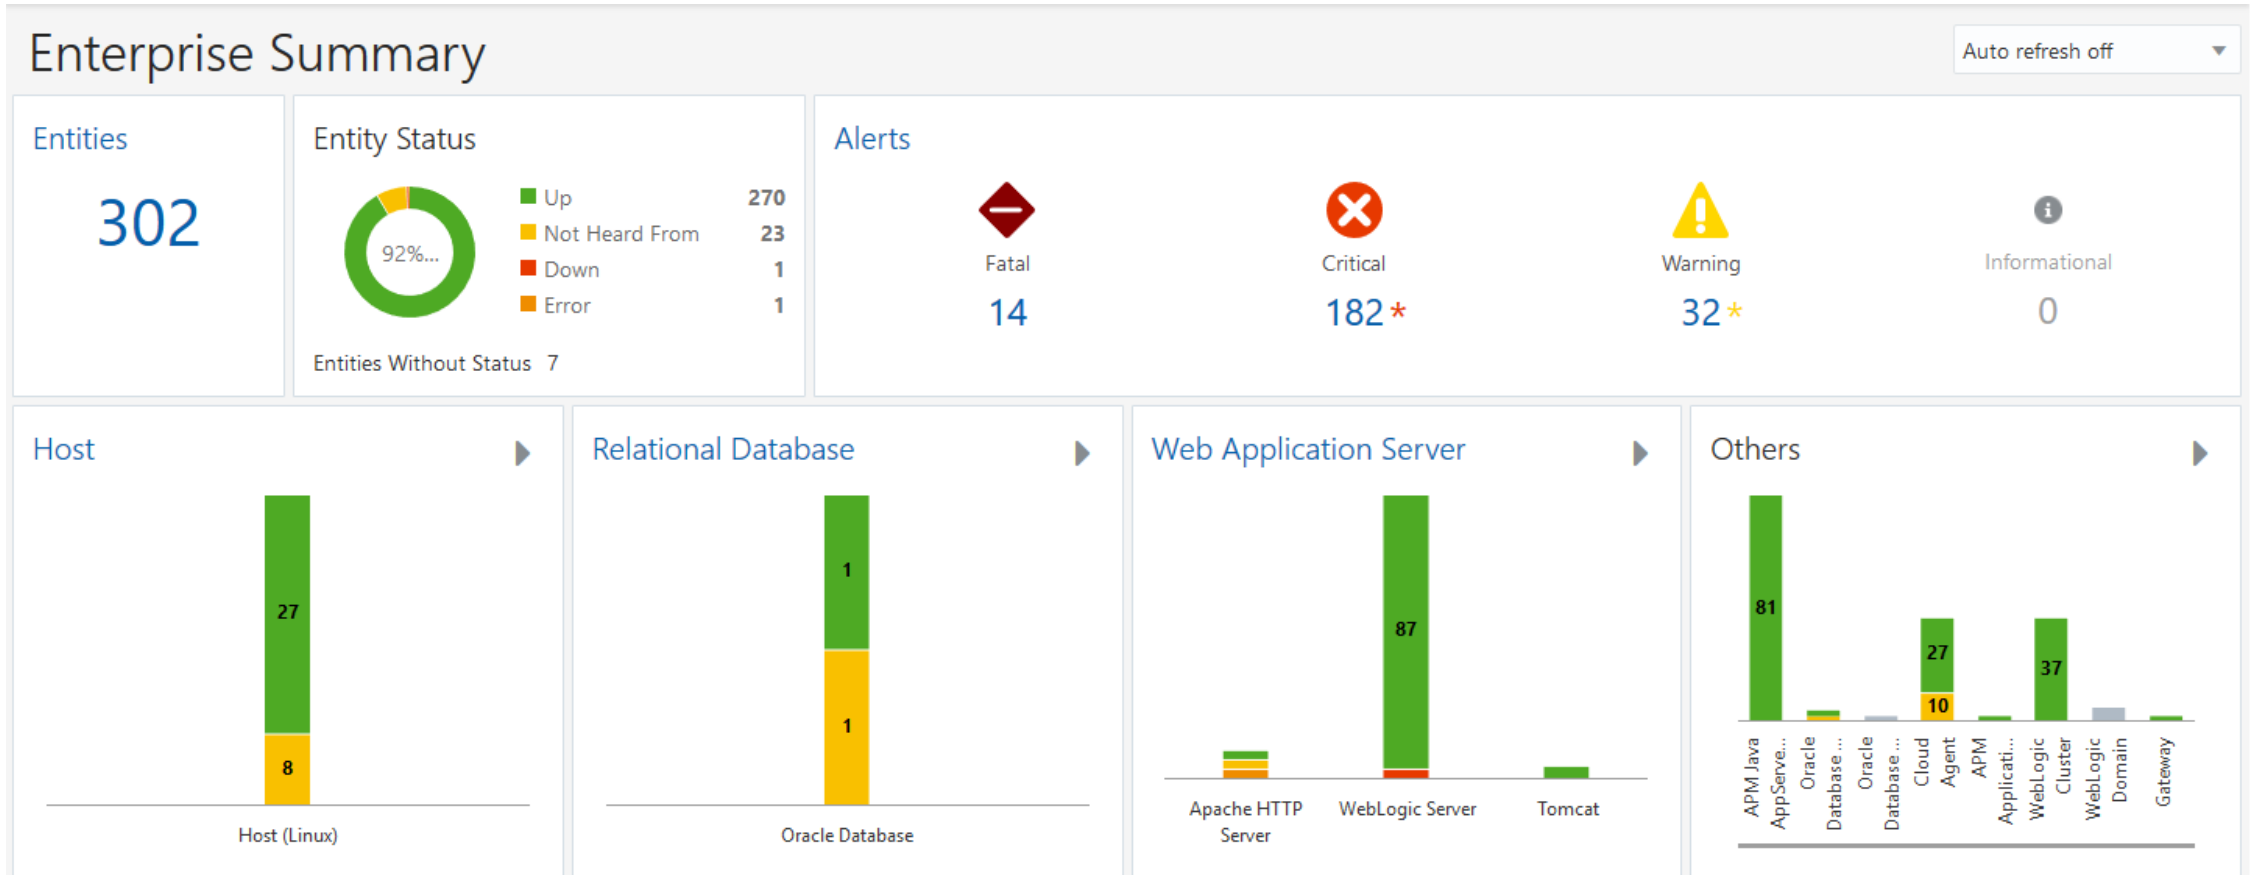 Enterprise Summary
Auto refresh off
Entities
302
Entity Status
92%...
Up 270
Not Heard From 23
Down 1
Error 1
Entities Without Status 7
Alerts
Fatal
14
Critical
182 *
Warning
32 *
Informational
0
Host
27
8
Host (Linux)
Relational Database
1
1
Oracle Database
Web Application Server
87
Apache HTTP
Server
WebLogic Server
Tomcat
Others
81
27
10
37
APM Java
AppServe...
Oracle
Database ...
Oracle
Database ...
Cloud
Agent
APM
Applicati...
WebLogic
Cluster
WebLogic
Domain
Gateway